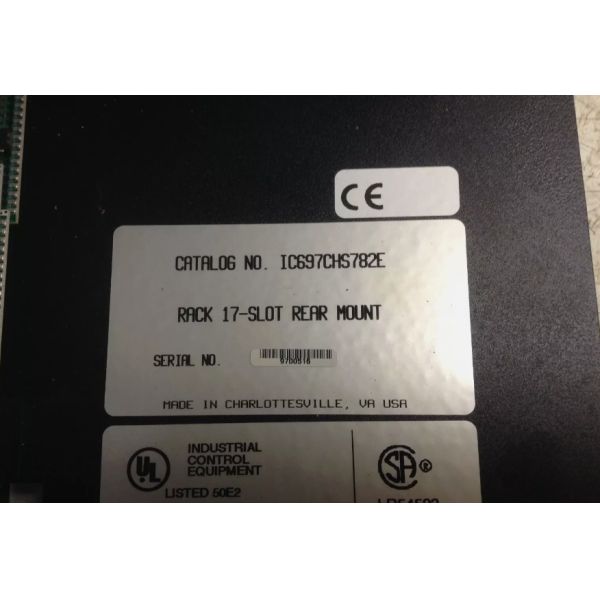 CE
CATALOG NO. IC697CHS782E
RACK 17-SLOT REAR MOUNT
SERIAL NO. 9700516
MADE IN CHARLOTTESVILLE, VA USA
UL
INDUSTRIAL
CONTROL
EQUIPMENT
LISTED 50E2
SA ®